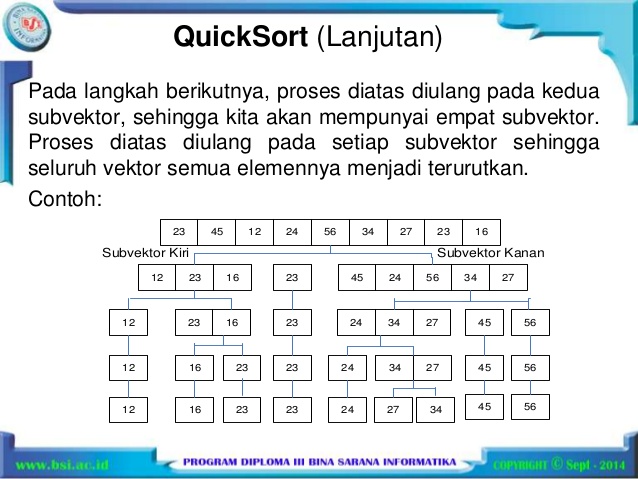 QuickSort (Lanjutan)
Pada langkah berikutnya, proses diatas diulang pada kedua
subvektor, sehingga kita akan mempunyai empat subvektor.
Proses diatas diulang pada setiap subvektor sehingga
seluruh vektor semua elemennya menjadi terurutkan.
Contoh:
23 45 12 24 56 34 27 23 16
Subvektor Kiri Subvektor Kanan
12 23 16 23 45 24 56 34 27
12 23 16 23 24 34 27 45 56
12 16 23 23 24 34 27 45 56
12 16 23 23 24 27 34 45 56
www.bsi.ac.id PROGRAM DIPLOMA III BINA SARANA INFORMATIKA COPYRIGHT © Sept - 2014